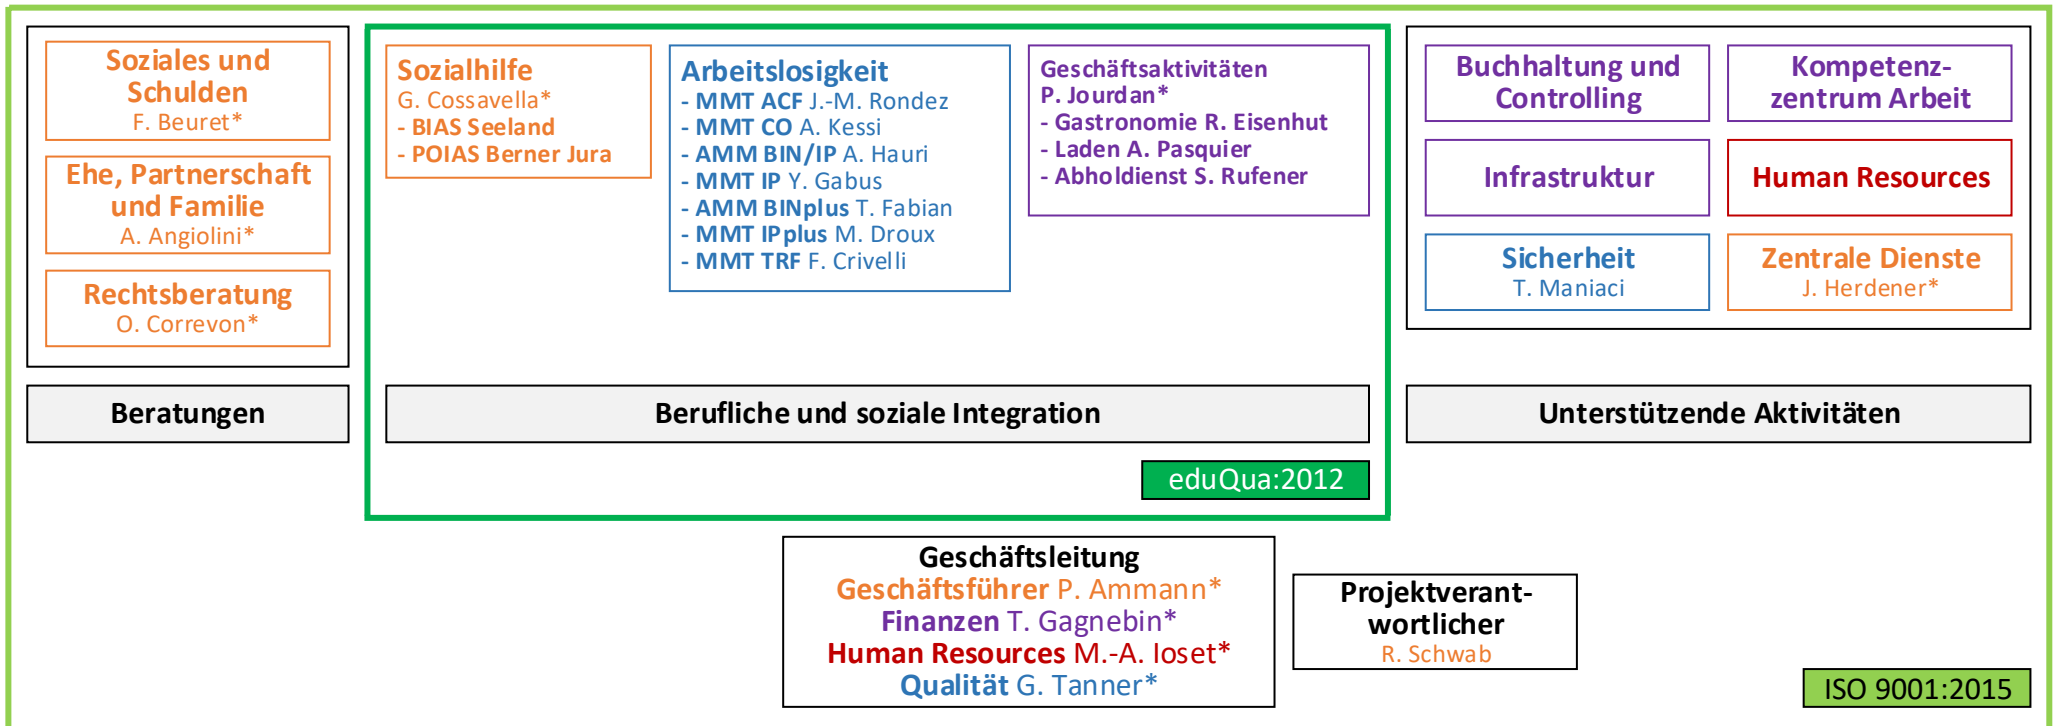 Soziales und
Schulden
F. Beuret*
Ehe, Partnerschaft
und Familie
A. Angiolini*
Rechtsberatung
O. Correvon*
Beratungen
Sozialhilfe
G. Cossavella*
- BIAS Seeland
- POIAS Berner Jura
Arbeitslosigkeit
- MMT ACF J.-M. Rondez
- MMT CO A. Kessi
- AMM BIN/IP A. Hauri
- MMT IP Y. Gabus
- AMM BINplus T. Fabian
- MMT IPplus M. Droux
- MMT TRF F. Crivelli
Geschäftsaktivitäten
P. Jourdan*
- Gastronomie R. Eisenhut
- Laden A. Pasquier
- Abholdienst S. Rufener
Berufliche und soziale Integration
eduQua:2012
Buchhaltung und
Controlling
Kompetenz-
zentrum Arbeit
Infrastruktur
Human Resources
Sicherheit
T. Maniaci
Zentrale Dienste
J. Herdener*
Unterstützende Aktivitäten
Geschäftsleitung
Geschäftsführer P. Ammann*
Finanzen T. Gagnebin*
Human Resources M.-A. Ioset*
Qualität G. Tanner*
Projektverant-
wortlicher
R. Schwab
ISO 9001:2015